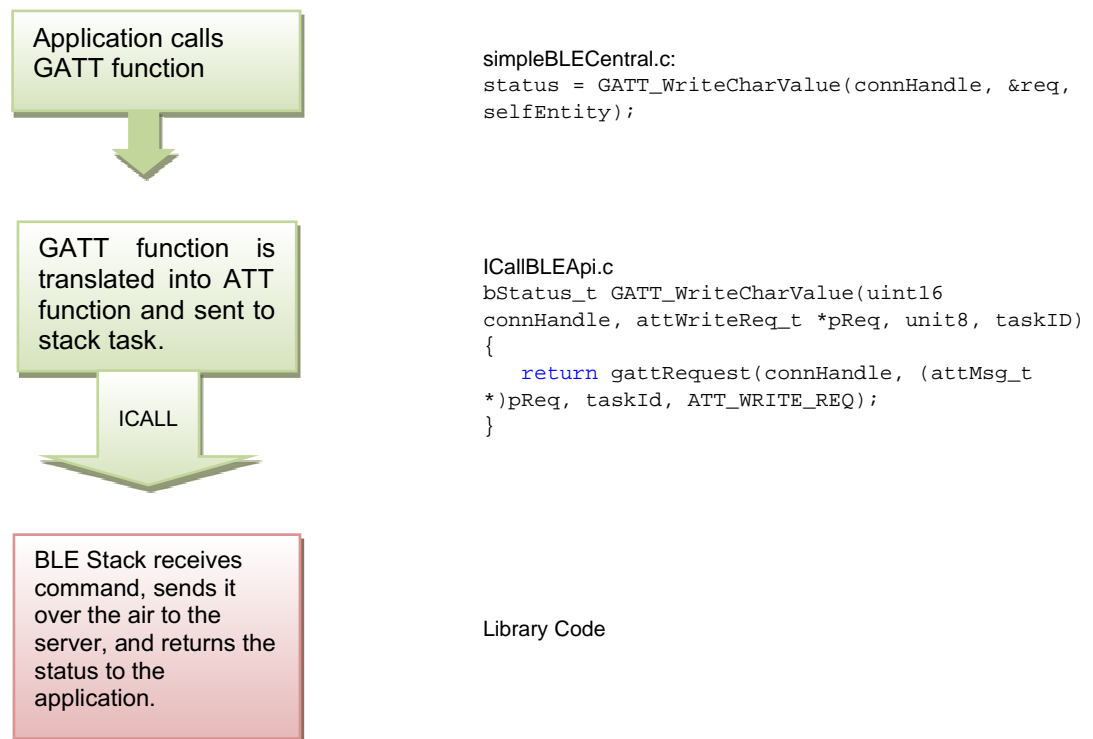 Application calls
GATT function
simpleBLECentral.c:
status = GATT_WriteCharValue(connHandle, &req,
selfEntity);
GATT function is
translated into ATT
function and sent to
stack task.
ICALL
ICallBLEApi.c
bStatus_t GATT_WriteCharValue(uint16
connHandle, attWriteReq_t *pReq, unit8, taskID)
{
return gattRequest(connHandle, (attMsg_t
*)pReq, taskId, ATT_WRITE_REQ);
}
BLE Stack receives
command, sends it
over the air to the
server, and returns the
status to the
application.
Library Code